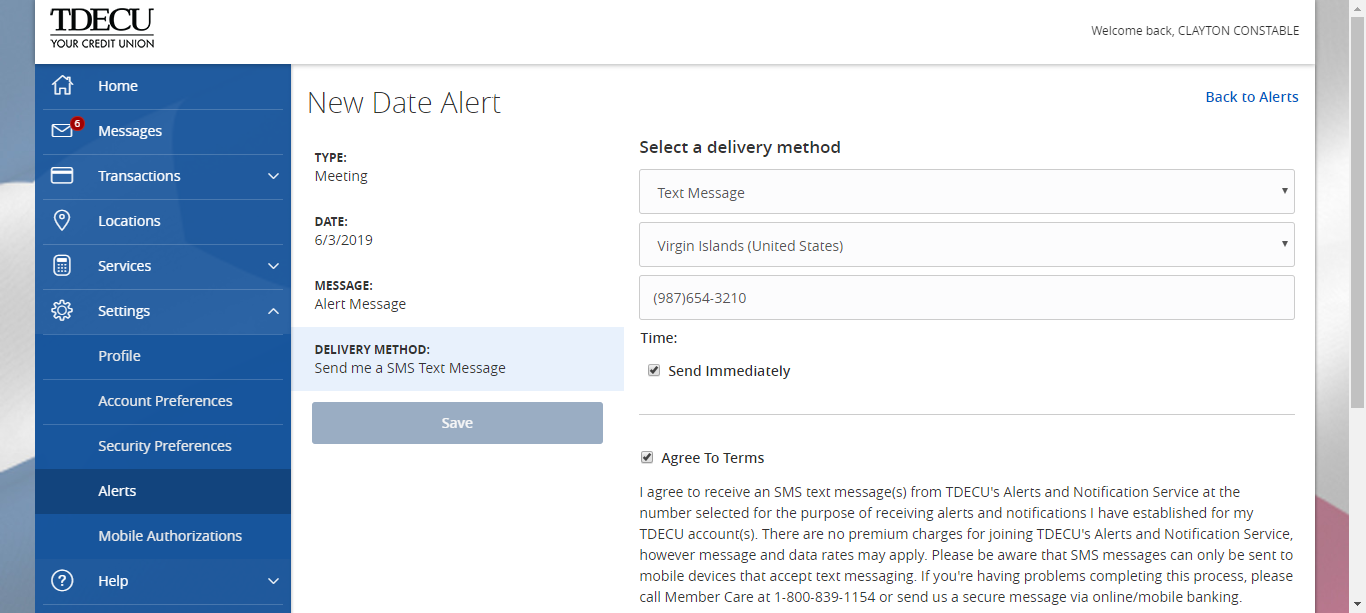 TDECU
YOUR CREDIT UNION
Welcome back, CLAYTON CONSTABLE
Home
6
Messages
Transactions
Locations
Services
Settings
Profile
Account Preferences
Security Preferences
Alerts
Mobile Authorizations
? Help
New Date Alert
Back to Alerts
TYPE:
Meeting
DATE:
6/3/2019
MESSAGE:
Alert Message
DELIVERY METHOD:
Send me a SMS Text Message
Save
Select a delivery method
Text Message
Virgin Islands (United States)
(987)654-3210
Time:
Send Immediately
Agree To Terms
I agree to receive an SMS text message(s) from TDECU's Alerts and Notification Service at the
number selected for the purpose of receiving alerts and notifications I have established for my
TDECU account(s). There are no premium charges for joining TDECU's Alerts and Notification Service,
however message and data rates may apply. Please be aware that SMS messages can only be sent to
mobile devices that accept text messaging. If you're having problems completing this process, please
call Member Care at 1-800-839-1154 or send us a secure message via online/mobile banking.